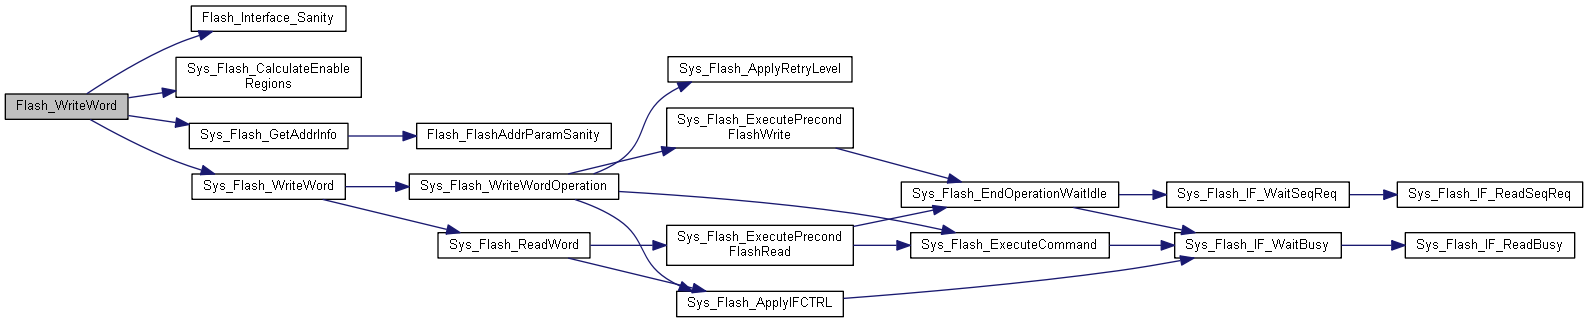 Flash_WriteWord
Flash_Interface_Sanity
Sys_Flash_CalculateEnable
Regions
Sys_Flash_GetAddrInfo
Sys_Flash_WriteWord
Flash_FlashAddrParamSanity
Sys_Flash_WriteWordOperation
Sys_Flash_ReadWord
Sys_Flash_ApplyRetryLevel
Sys_Flash_ExecutePrecond
FlashWrite
Sys_Flash_ExecutePrecond
FlashRead
Sys_Flash_ApplyIFCTRL
Sys_Flash_EndOperationWaitIdle
Sys_Flash_ExecuteCommand
Sys_Flash_IF_WaitSeqReq
Sys_Flash_IF_WaitBusy
Sys_Flash_IF_ReadSeqReq
Sys_Flash_IF_ReadBusy